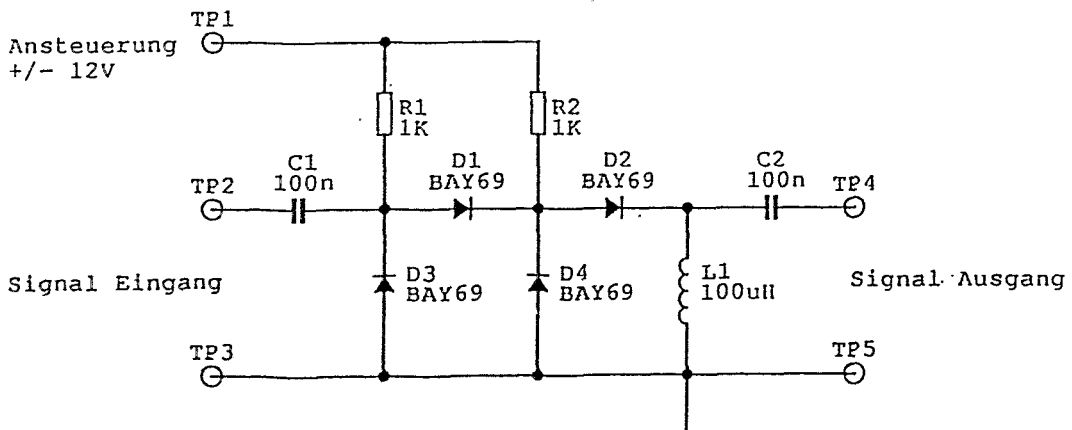 TP1
Ansteuerung
+/- 12V
R1
1K
R2
1K
C1
100n
D1
BAY69
D2
BAY69
C2
100n
TP2
TP4
Signal Eingang
D3
BAY69
D4
BAY69
L1
100uH
Signal Ausgang
TP3
TP5